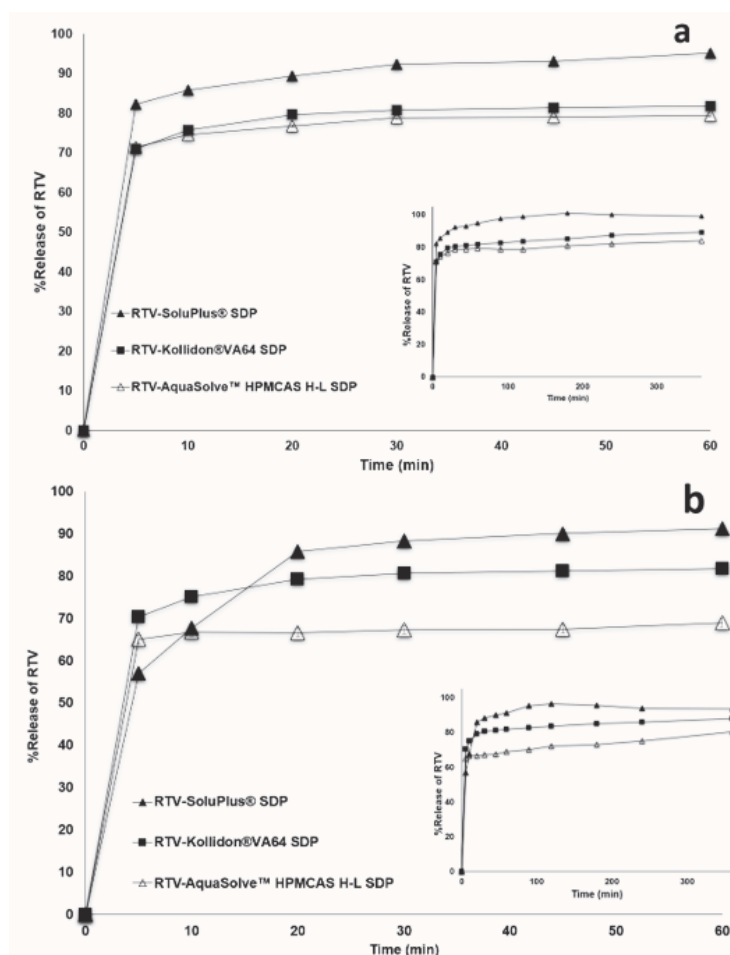 a
100
90
80
70
60
50
40
30
20
10
0
%Release of RTV
RTV-SoluPlus® SDP
RTV-Kollidon®VA64 SDP
RTV-AquaSolve™ HPMCAS H-L SDP
0 10 20 30 40 50 60
Time (min)
100
80
60
40
20
0
%Release of RTV
0 100 200 300
Time (min)
b
100
90
80
70
60
50
40
30
20
10
0
%Release of RTV
RTV-SoluPlus® SDP
RTV-Kollidon®VA64 SDP
RTV-AquaSolve™ HPMCAS H-L SDP
0 10 20 30 40 50 60
Time (min)
100
80
60
40
20
0
%Release of RTV
0 100 200 300
Time (min)